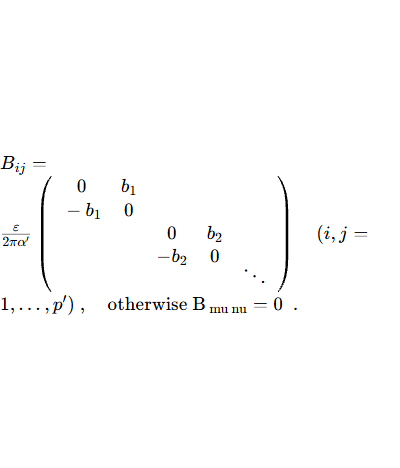 B_{ij} =
\frac{\varepsilon}{2\pi\alpha'} \begin{pmatrix} 0 & b_1 & & & \\ -b_1 & 0 & & & \\ & & 0 & b_2 & \\ & & -b_2 & 0 & \\ & & & & \ddots \end{pmatrix} \quad (i, j =
1, \ldots, p') , \quad otherwise B _{mu nu} = 0 .